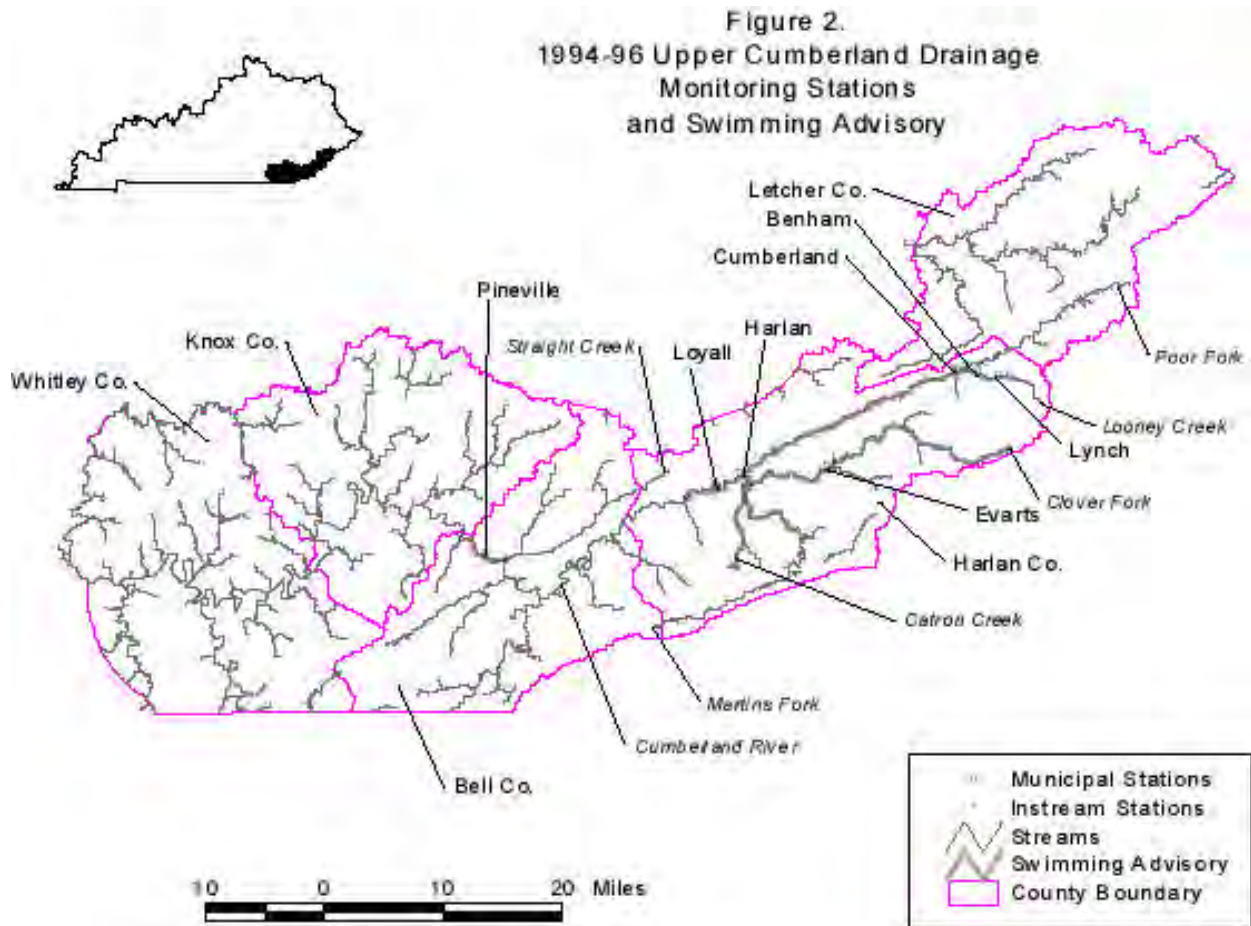 Figure 2.
1994-96 Upper Cumberland Drainage
Monitoring Stations
and Swimming Advisory
Letcher Co.
Benham
Cumberland
Pineville
Harlan
Knox Co.
Straight Creek
Loyall
Poor Fork
Whitley Co.
Looney Creek
Lynch
Clover Fork
Evarts
Harlan Co.
Catron Creek
Martins Fork
Cumberland River
Bell Co.
Municipal Stations
Instream Stations
Streams
Swimming Advisory
County Boundary
10 0 10 20 Miles